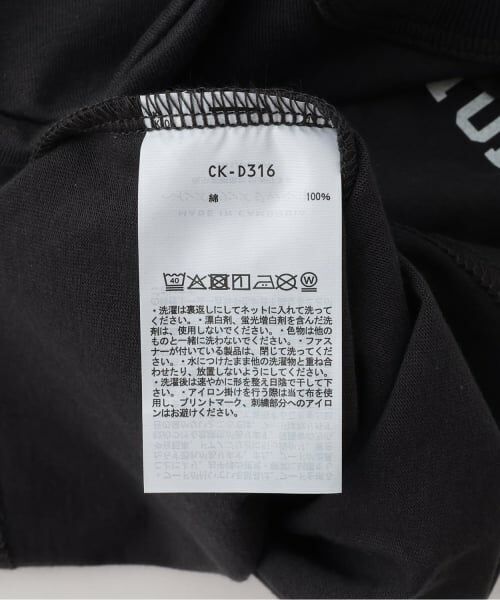 CK-D316
綿 100%
40
W
・洗濯は裏返しにしてネットに入れて洗って
ください。・漂白剤、蛍光増白剤を含んだ洗
剤は、使用しないでください。・色物は他の
ものと一緒に洗わないでください。・ファス
ナーが付いている製品は、閉じて洗ってくだ
さい。・水につけたまま他の洗濯物と重ね合
わせたり、放置しないようにしてください。
・洗濯後は速やかに形を整え日陰で干して下
さい。・アイロン掛けを行う際は当て布を使
用し、プリントマーク、刺繍部分へのアイロ
ンはお避けください。
MADE IN CAMBODIA